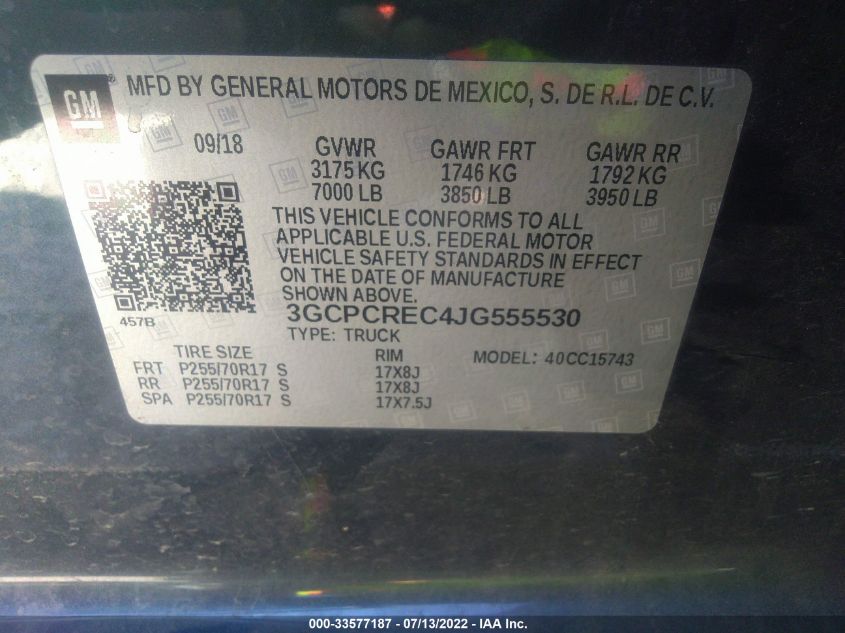 GM
MFD BY GENERAL MOTORS DE MEXICO, S. DE R.L. DE C.V.
09/18
GVWR GAWR FRT GAWR RR
3175 KG 1746 KG 1792 KG
7000 LB 3850 LB 3950 LB
THIS VEHICLE CONFORMS TO ALL
APPLICABLE U.S. FEDERAL MOTOR
VEHICLE SAFETY STANDARDS IN EFFECT
ON THE DATE OF MANUFACTURE
SHOWN ABOVE.
457B
3GCPCREC4JG555530
TYPE: TRUCK
TIRE SIZE RIM MODEL: 40CC15743
FRT P255/70R17 S 17X8J
RR P255/70R17 S 17X8J
SPA P255/70R17 S 17X7.5J
000-33577187 - 07/13/2022 - IAA Inc.